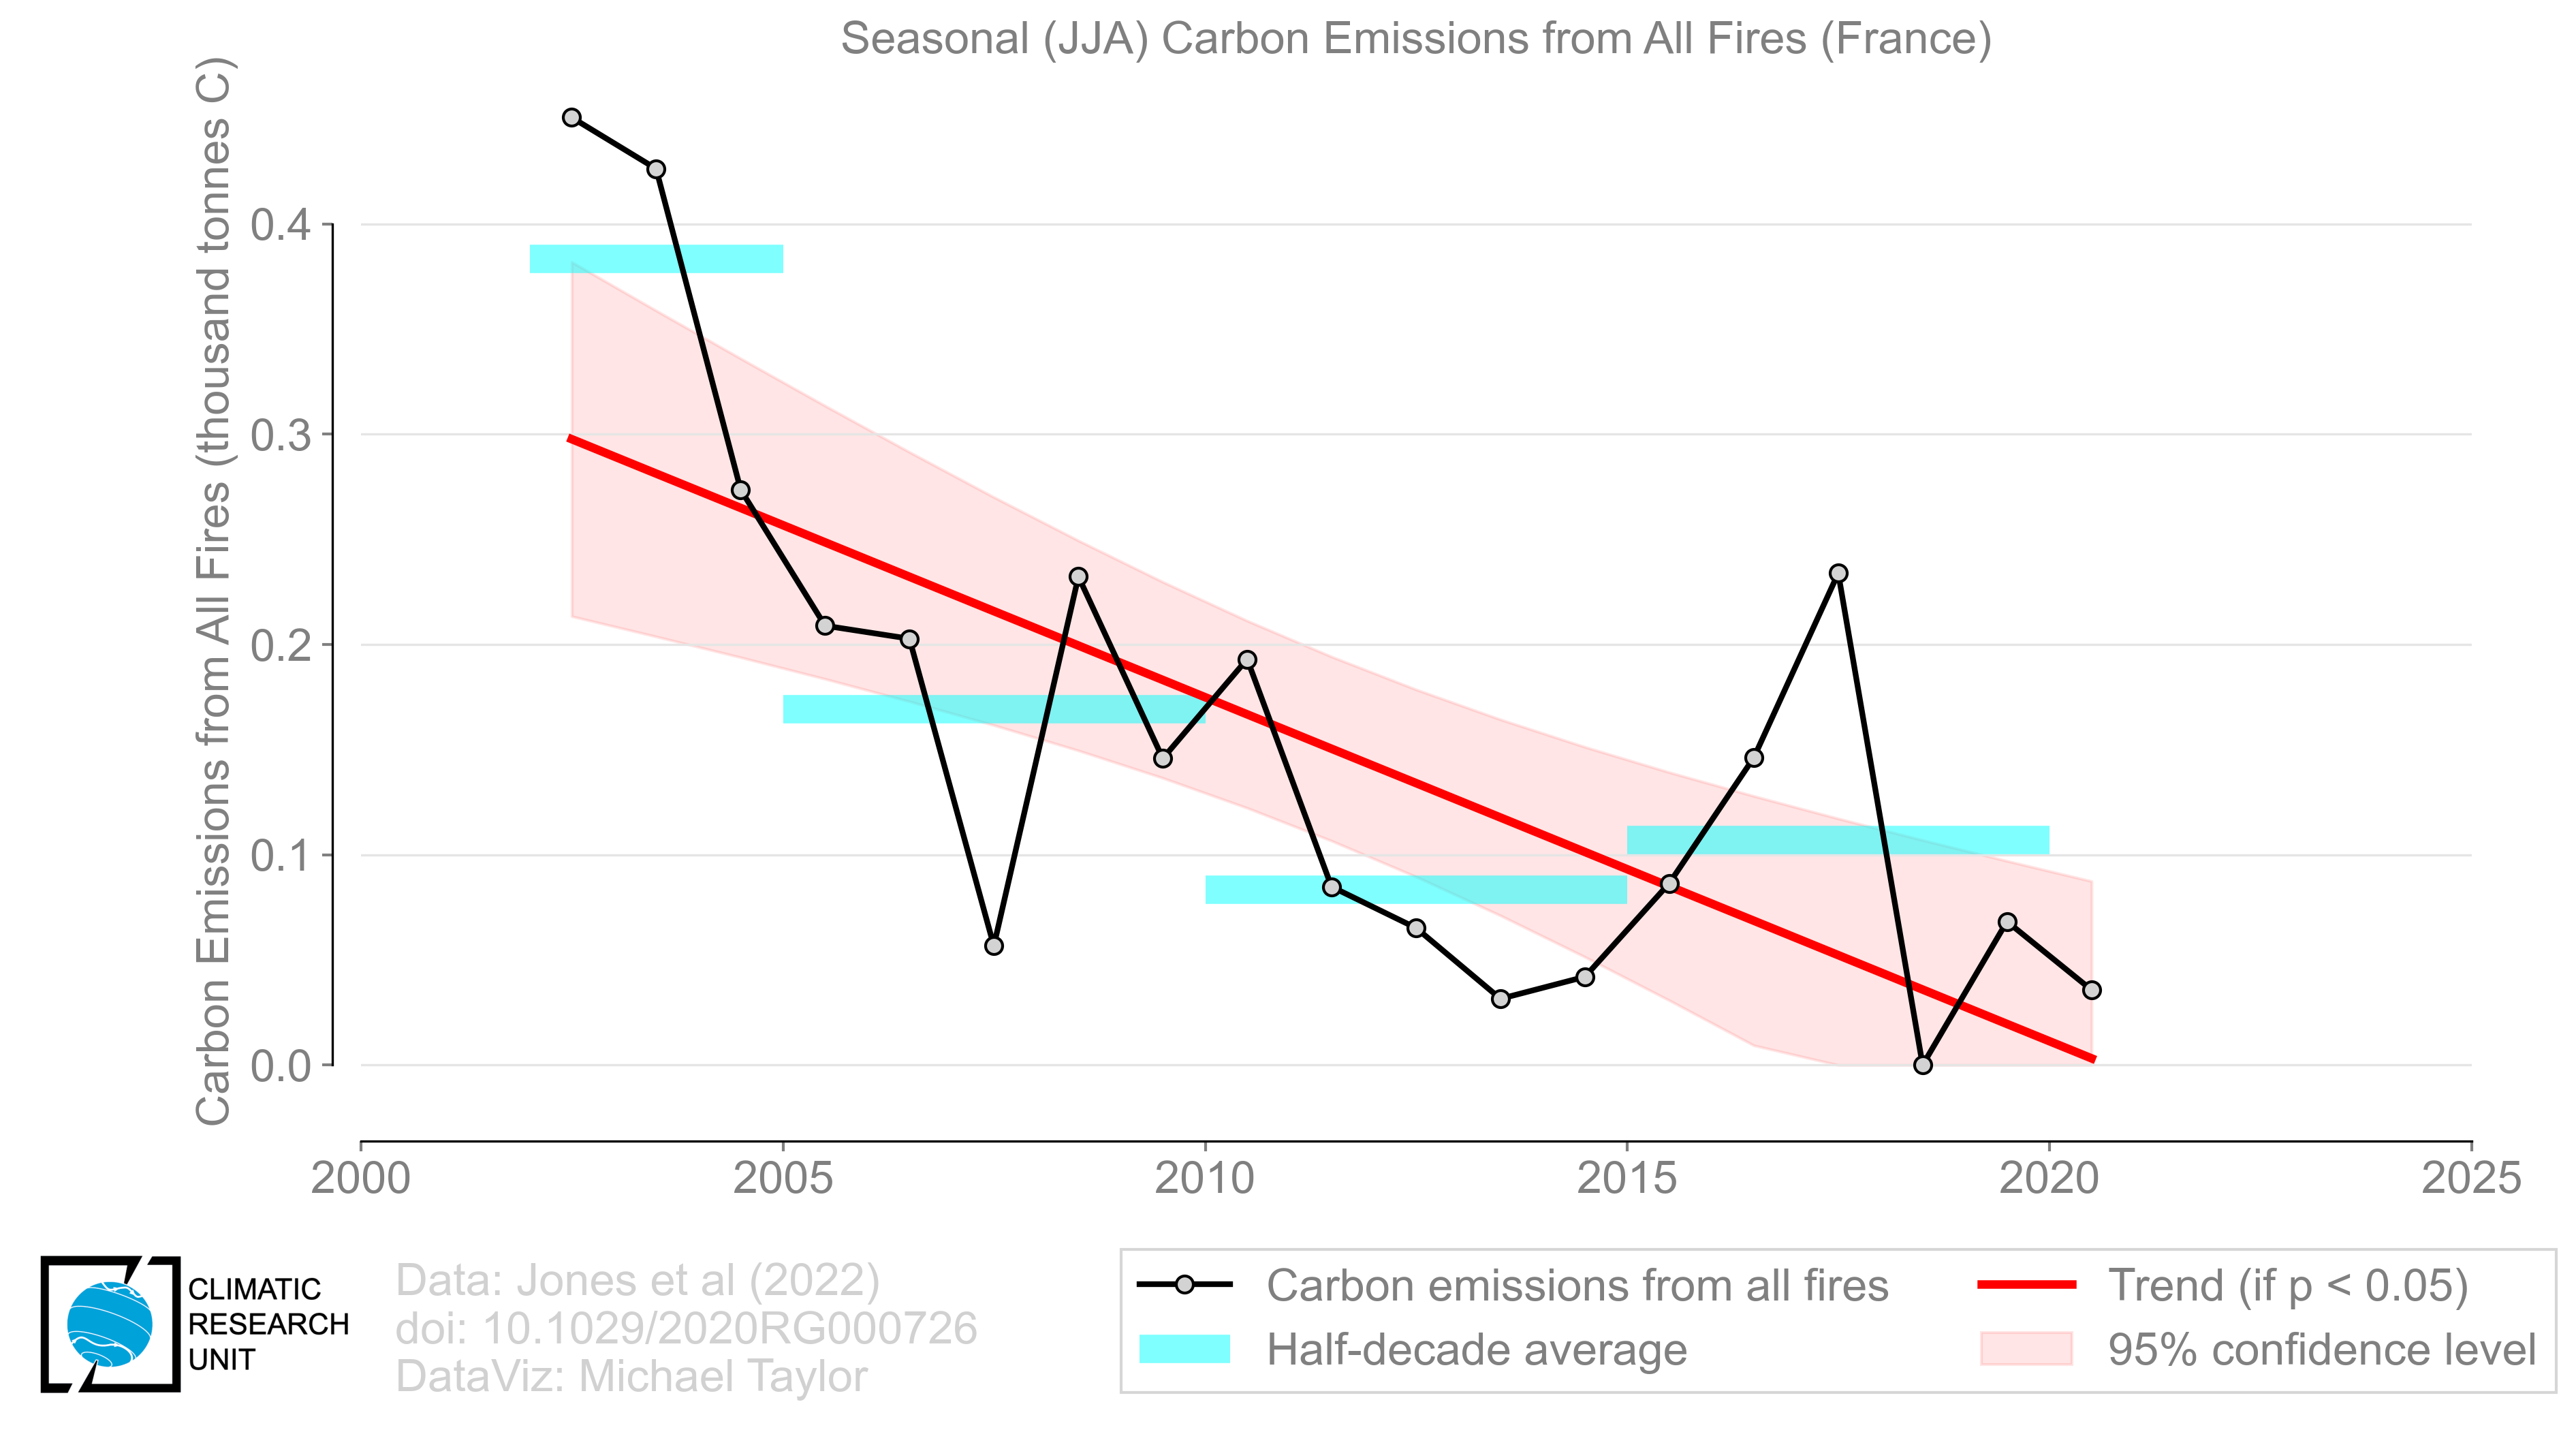 Seasonal (JJA) Carbon Emissions from All Fires (France)
Carbon Emissions from All Fires (thousand tonnes C)
0.4
0.3
0.2
0.1
0.0
2000 2005 2010 2015 2020 2025
CLIMATIC
RESEARCH
UNIT
Data: Jones et al (2022)
doi: 10.1029/2020RG000726
DataViz: Michael Taylor
Carbon emissions from all fires
Half-decade average
Trend (if p < 0.05)
95% confidence level